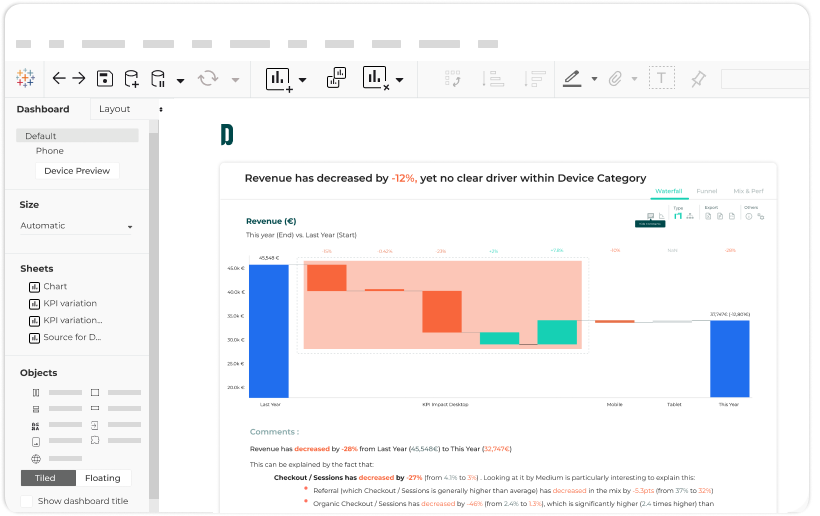 Dashboard
Layout
Default
Phone
Device Preview
Size
Automatic
Sheets
Chart
KPI variation
KPI variation...
Source for D...
Objects
Tiled
Floating
Show dashboard title
D
Revenue has decreased by -12%, yet no clear driver within Device Category
Waterfall Funnel Mix & Perf
Type Export Others
Revenue (€)
This year (End) vs. Last Year (Start)
+2% +7.8% -10% -28%
45,548 €
45.0k €
40.0k €
35.0k €
30.0k €
25.0k €
20.0k €
37,747€ (-12,801€)
Last Year KPI Impact Desktop Mobile Tablet This Year
Comments :
Revenue has decreased by -28% from Last Year (45,548€) to This Year (32,747€)
This can be explained by the fact that:
Checkout / Sessions has decreased by -27% (from 4.1% to 3%) . Looking at it by Medium is particularly interesting to explain this:
Referral (which Checkout / Sessions is generally higher than average) has decreased in the mix by -5.3pts (from 37% to 32%)
Organic Checkout / Sessions has decreased by -46% (from 2.4% to 1.3%), which is significantly higher (2.4 times higher) than
T